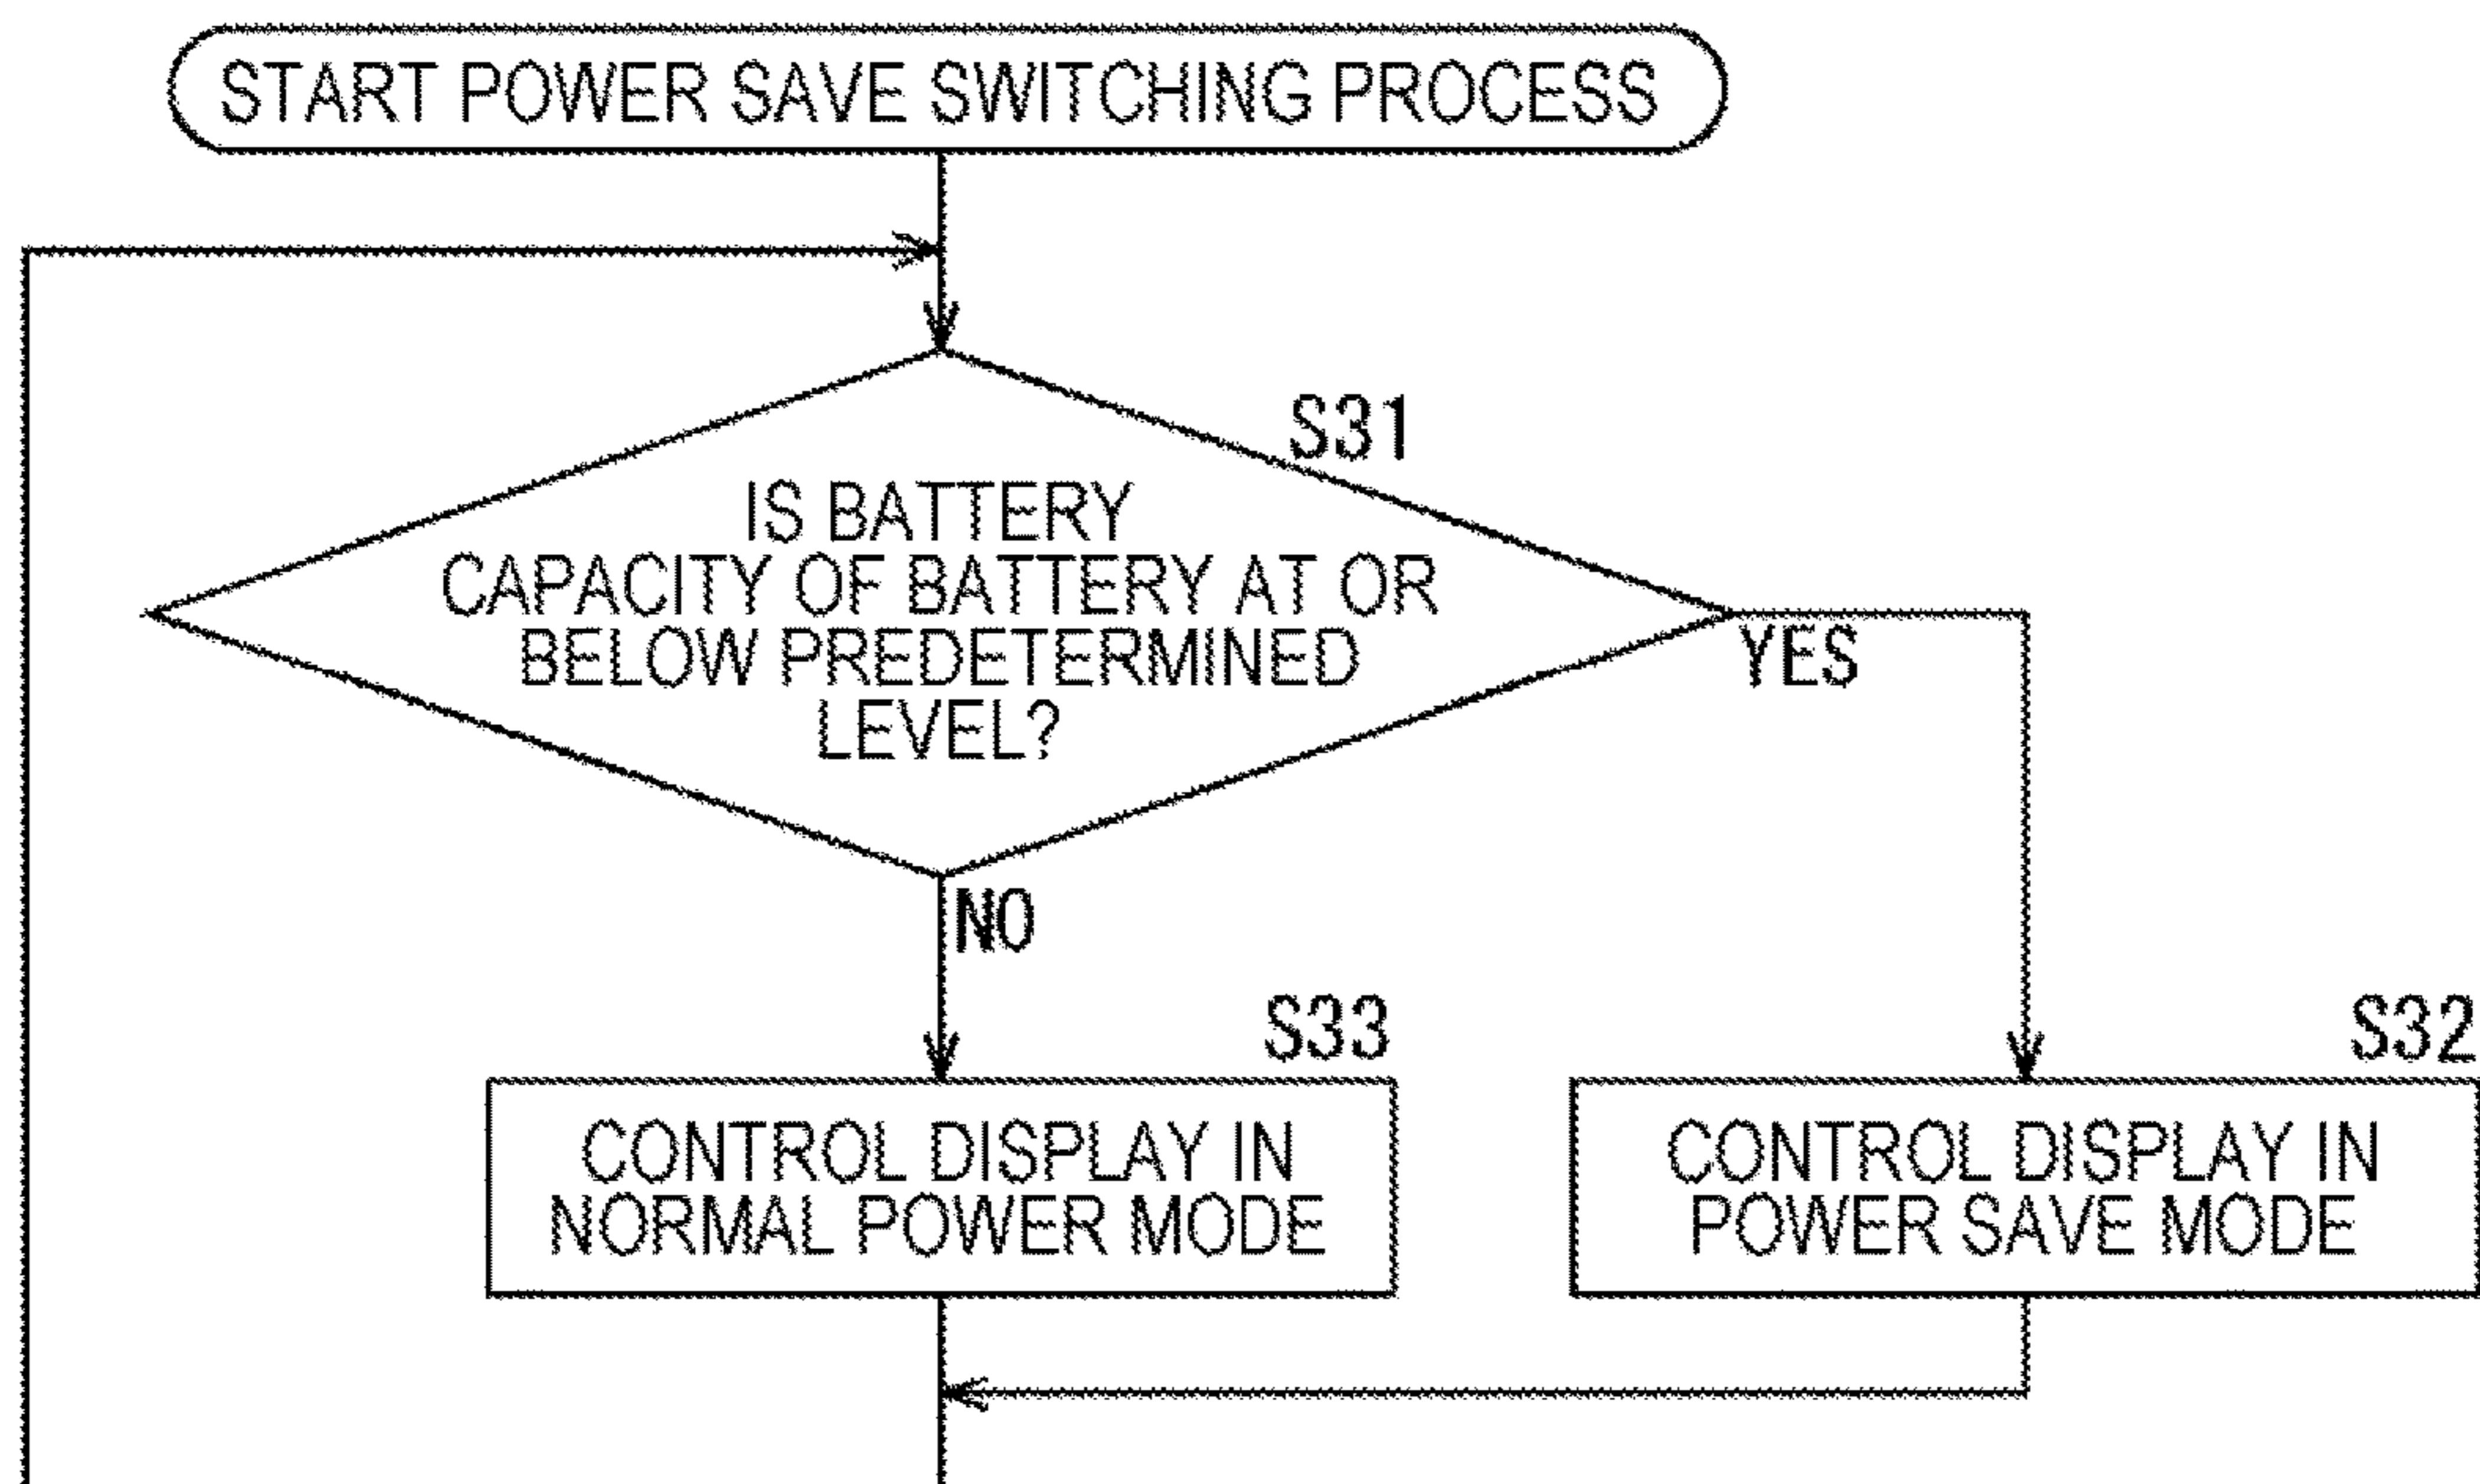 START POWER SAVE SWITCHING PROCESS
S31
IS BATTERY
CAPACITY OF BATTERY AT OR
BELOW PREDETERMINED
LEVEL?
YES
NO
S33
CONTROL DISPLAY IN
NORMAL POWER MODE
S32
CONTROL DISPLAY IN
POWER SAVE MODE